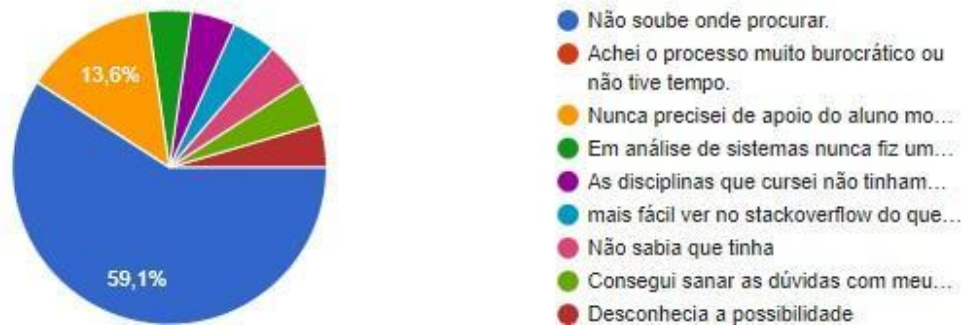 13,6%
59,1%
Não soube onde procurar.
Achei o processo muito burocrático ou
não tive tempo.
Nunca precisei de apoio do aluno mo...
Em análise de sistemas nunca fiz um...
As disciplinas que cursei não tinham...
mais fácil ver no stackoverflow do que...
Não sabia que tinha
Consegui sanar as dúvidas com meu...
Desconhecia a possibilidade